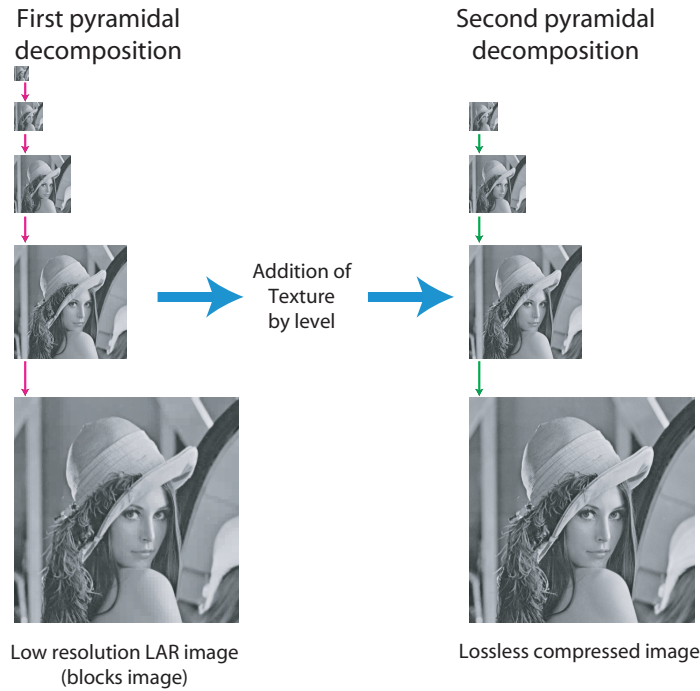 First pyramidal
decomposition
Second pyramidal
decomposition
Addition of
Texture
by level
Low resolution LAR image
(blocks image)
Lossless compressed image